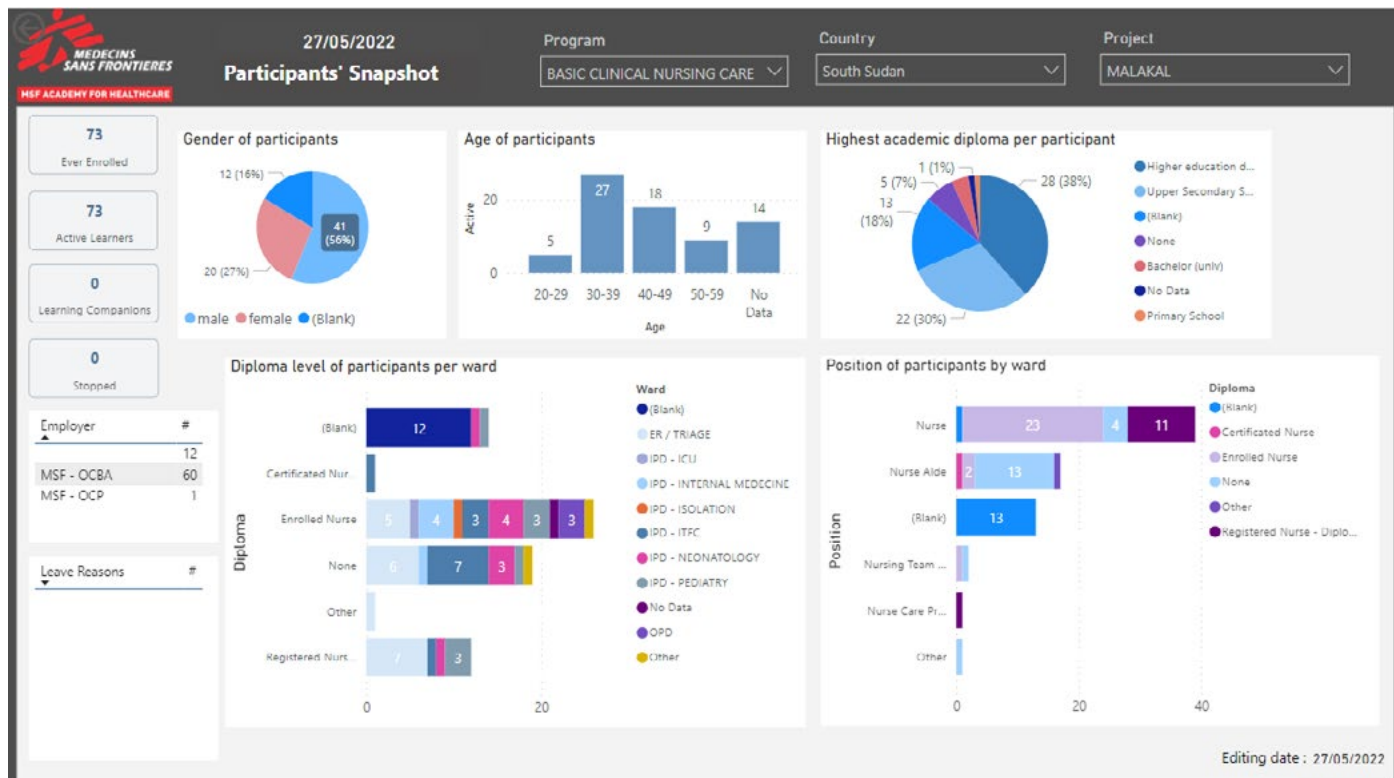 MEDECINS
SANS FRONTIERES
MSF ACADEMY FOR HEALTHCARE
27/05/2022
Participants' Snapshot
Program
BASIC CLINICAL NURSING CARE
Country
South Sudan
Project
MALAKAL
73
Ever Enrolled
73
Active Learners
0
Learning Companions
0
Stopped
Employer #
12
MSF - OCBA 60
MSF - OCP 1
Leave Reasons #
Gender of participants
12 (16%)
41
(56%)
20 (27%)
male female (Blank)
Age of participants
Active
20
0
5
27
18
9
14
20-29 30-39 40-49 50-59 No
Data
Age
Highest academic diploma per participant
1 (1%)
5 (7%)
13
(18%)
28 (38%)
22 (30%)
Higher education d...
Upper Secondary S...
(Blank)
None
Bachelor (univ)
No Data
Primary School
Diploma level of participants per ward
Diploma
(Blank) 12
Certificated Nur...
Enrolled Nurse 5 4 3 4 3 3
None 6 7 3
Other
Registered Nurs... 7 3
0 20
Ward
(Blank)
ER / TRIAGE
IPD - ICU
IPD - INTERNAL MEDECINE
IPD - ISOLATION
IPD - ITFC
IPD - NEONATOLOGY
IPD - PEDIATRY
No Data
OPD
Other
Position of participants by ward
Position
Nurse 23 4 11
Nurse Aide 2 13
(Blank) 13
Nursing Team ...
Nurse Care Pr...
Other
0 20 40
Diploma
(Blank)
Certificated Nurse
Enrolled Nurse
None
Other
Registered Nurse - Diplo...
Editing date : 27/05/2022